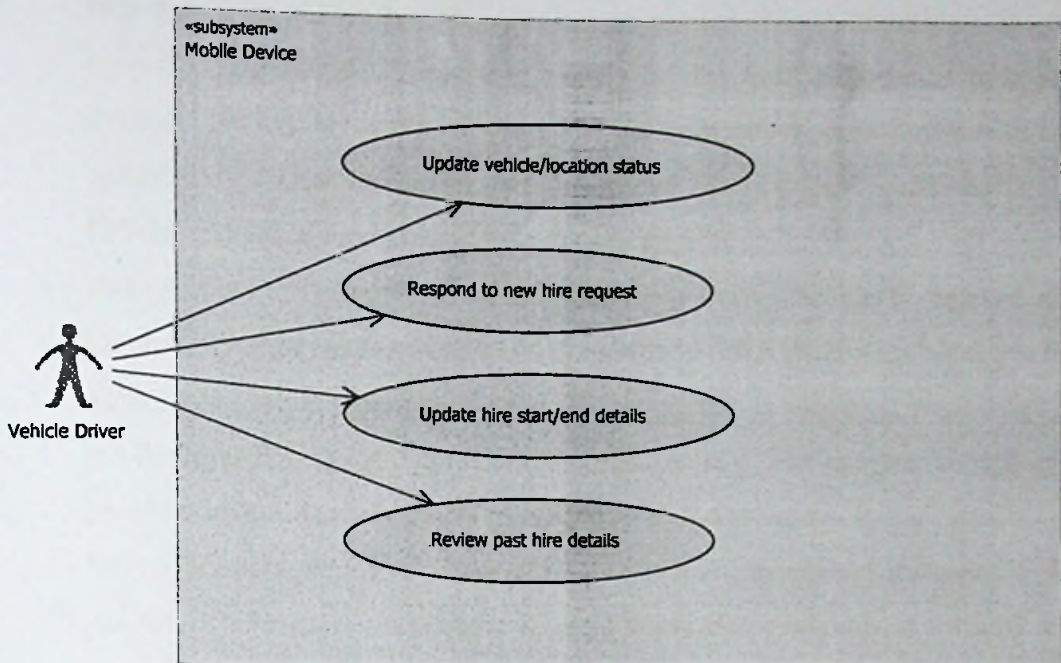 «subsystem»
Mobile Device
Update vehicle/location status
Respond to new hire request
Update hire start/end details
Vehicle Driver
Review past hire details